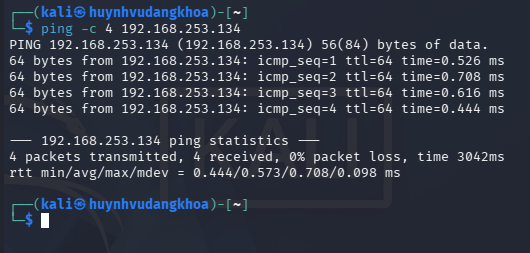 ┌──(kali㉿huynhvudangkhoa)-[~]
└─$ ping -c 4 192.168.253.134
PING 192.168.253.134 (192.168.253.134) 56(84) bytes of data.
64 bytes from 192.168.253.134: icmp_seq=1 ttl=64 time=0.526 ms
64 bytes from 192.168.253.134: icmp_seq=2 ttl=64 time=0.708 ms
64 bytes from 192.168.253.134: icmp_seq=3 ttl=64 time=0.616 ms
64 bytes from 192.168.253.134: icmp_seq=4 ttl=64 time=0.444 ms

--- 192.168.253.134 ping statistics ---
4 packets transmitted, 4 received, 0% packet loss, time 3042ms
rtt min/avg/max/mdev = 0.444/0.573/0.708/0.098 ms

┌──(kali㉿huynhvudangkhoa)-[~]
└─$
KALI